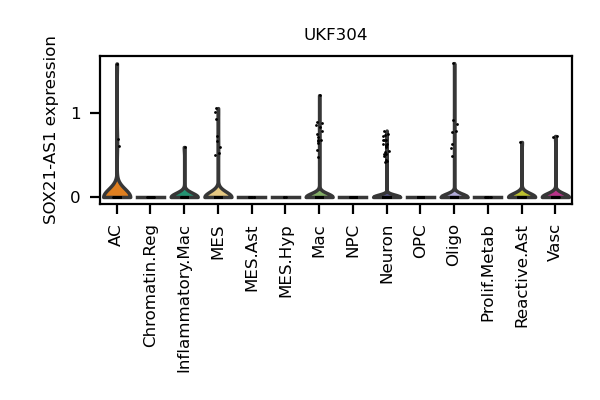 UKF304
SOX21-AS1 expression
1
0
AC
Chromatin.Reg
Inflammatory.Mac
MES
MES.Ast
MES.Hyp
Mac
NPC
Neuron
OPC
Oligo
Prolif.Metab
Reactive.Ast
Vasc